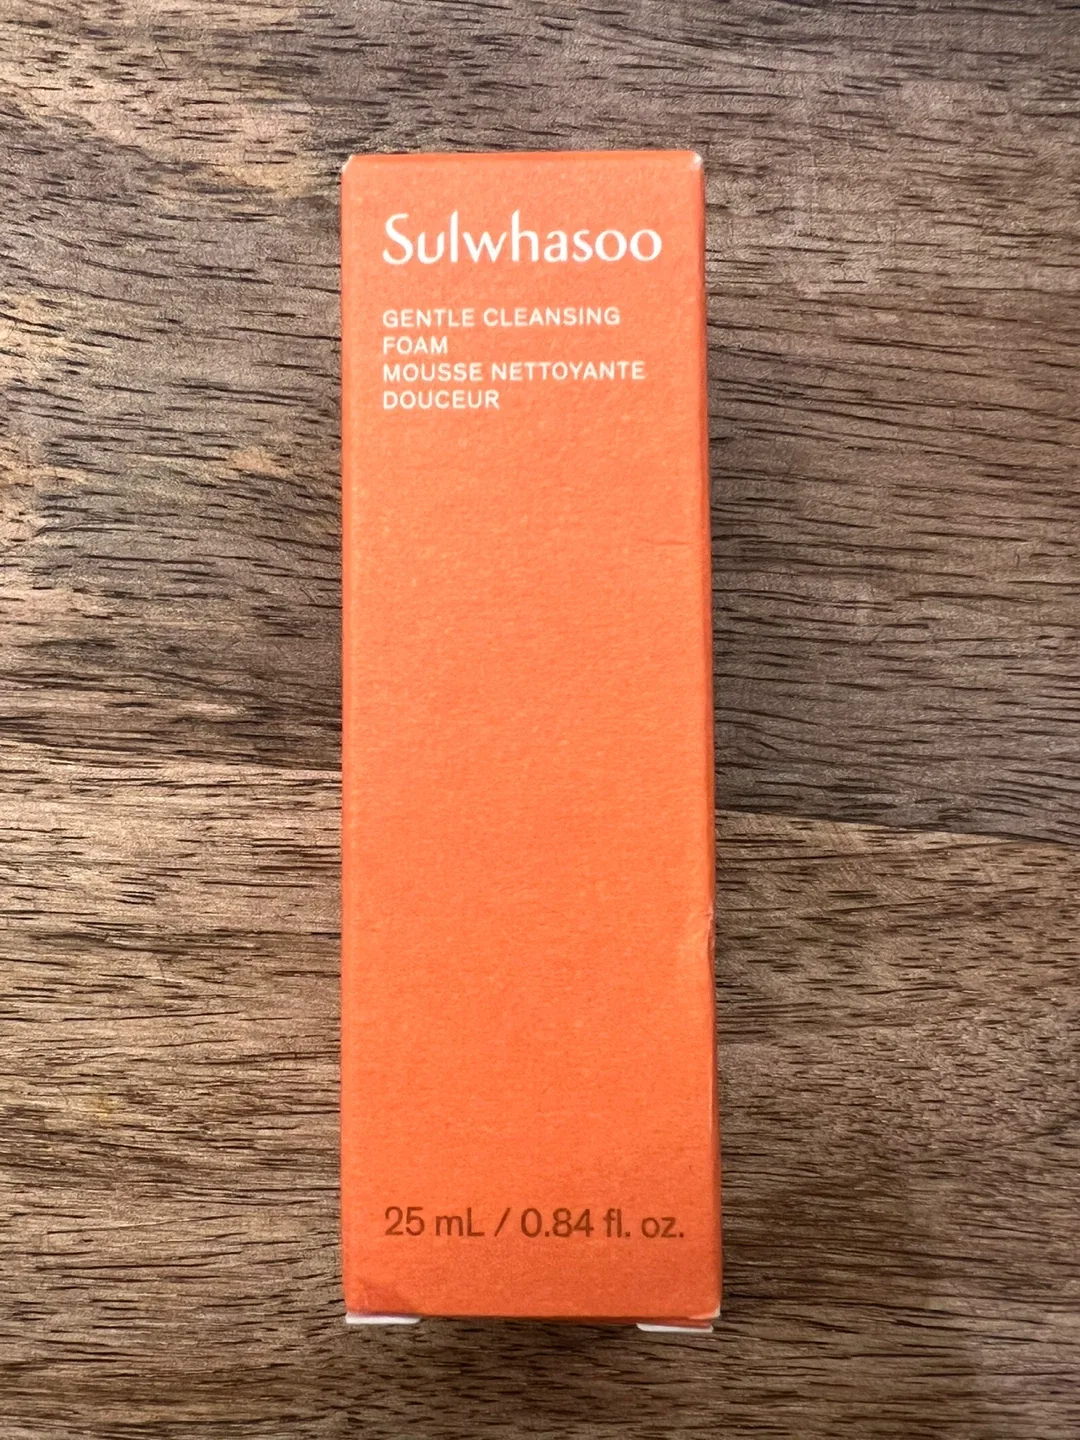 Sulwhasoo
GENTLE CLEANSING
FOAM
MOUSSE NETTOYANTE
DOUCEUR
25 mL / 0.84 fl. oz.